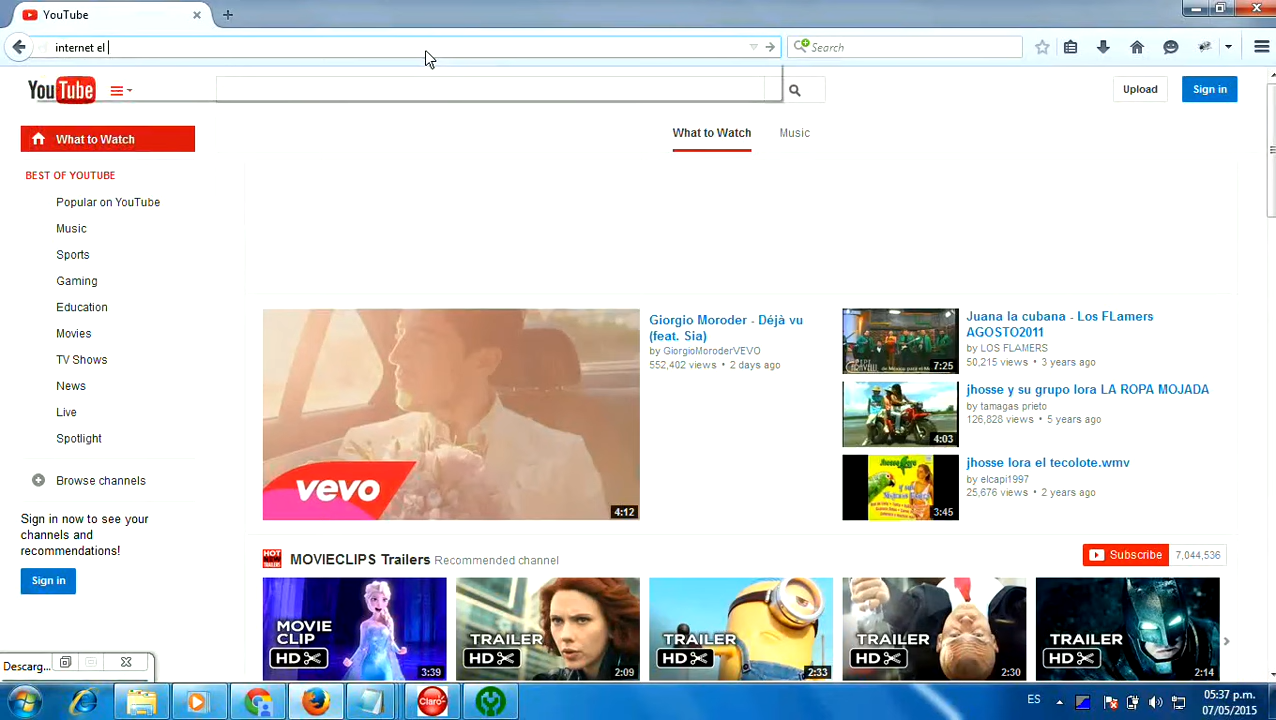 YouTube
internet el
Search
YouTube
Upload
Sign in
What to Watch
Music
What to Watch
BEST OF YOUTUBE
Popular on YouTube
Music
Sports
Gaming
Education
Movies
TV Shows
News
Live
Spotlight
Browse channels
Sign in now to see your
channels and
recommendations!
Sign in
vevo
4:12
Giorgio Moroder - Déjà vu
(feat. Sia)
by GiorgioModerVEVO
552,402 views • 2 days ago
7:25
Juana la cubana - Los FLamers
AGOSTO2011
by LOS FLAMERS
50,215 views • 3 years ago
4:03
jhosse y su grupo lora LA ROPA MOJADA
by tamagas prieto
126,828 views • 5 years ago
3:45
jhosse lora el tecolote.wmv
by elcapi1997
25,676 views • 2 years ago
MOVIECLIPS Trailers Recommended channel
Subscribe 7,044,536
MOVIE
CLIP
HD
3:39
TRAILER
HD
2:09
TRAILER
HD
2:33
TRAILER
HD
2:30
TRAILER
HD
2:14
Descarg...
Claro
ES
05:37 p.m.
07/05/2015